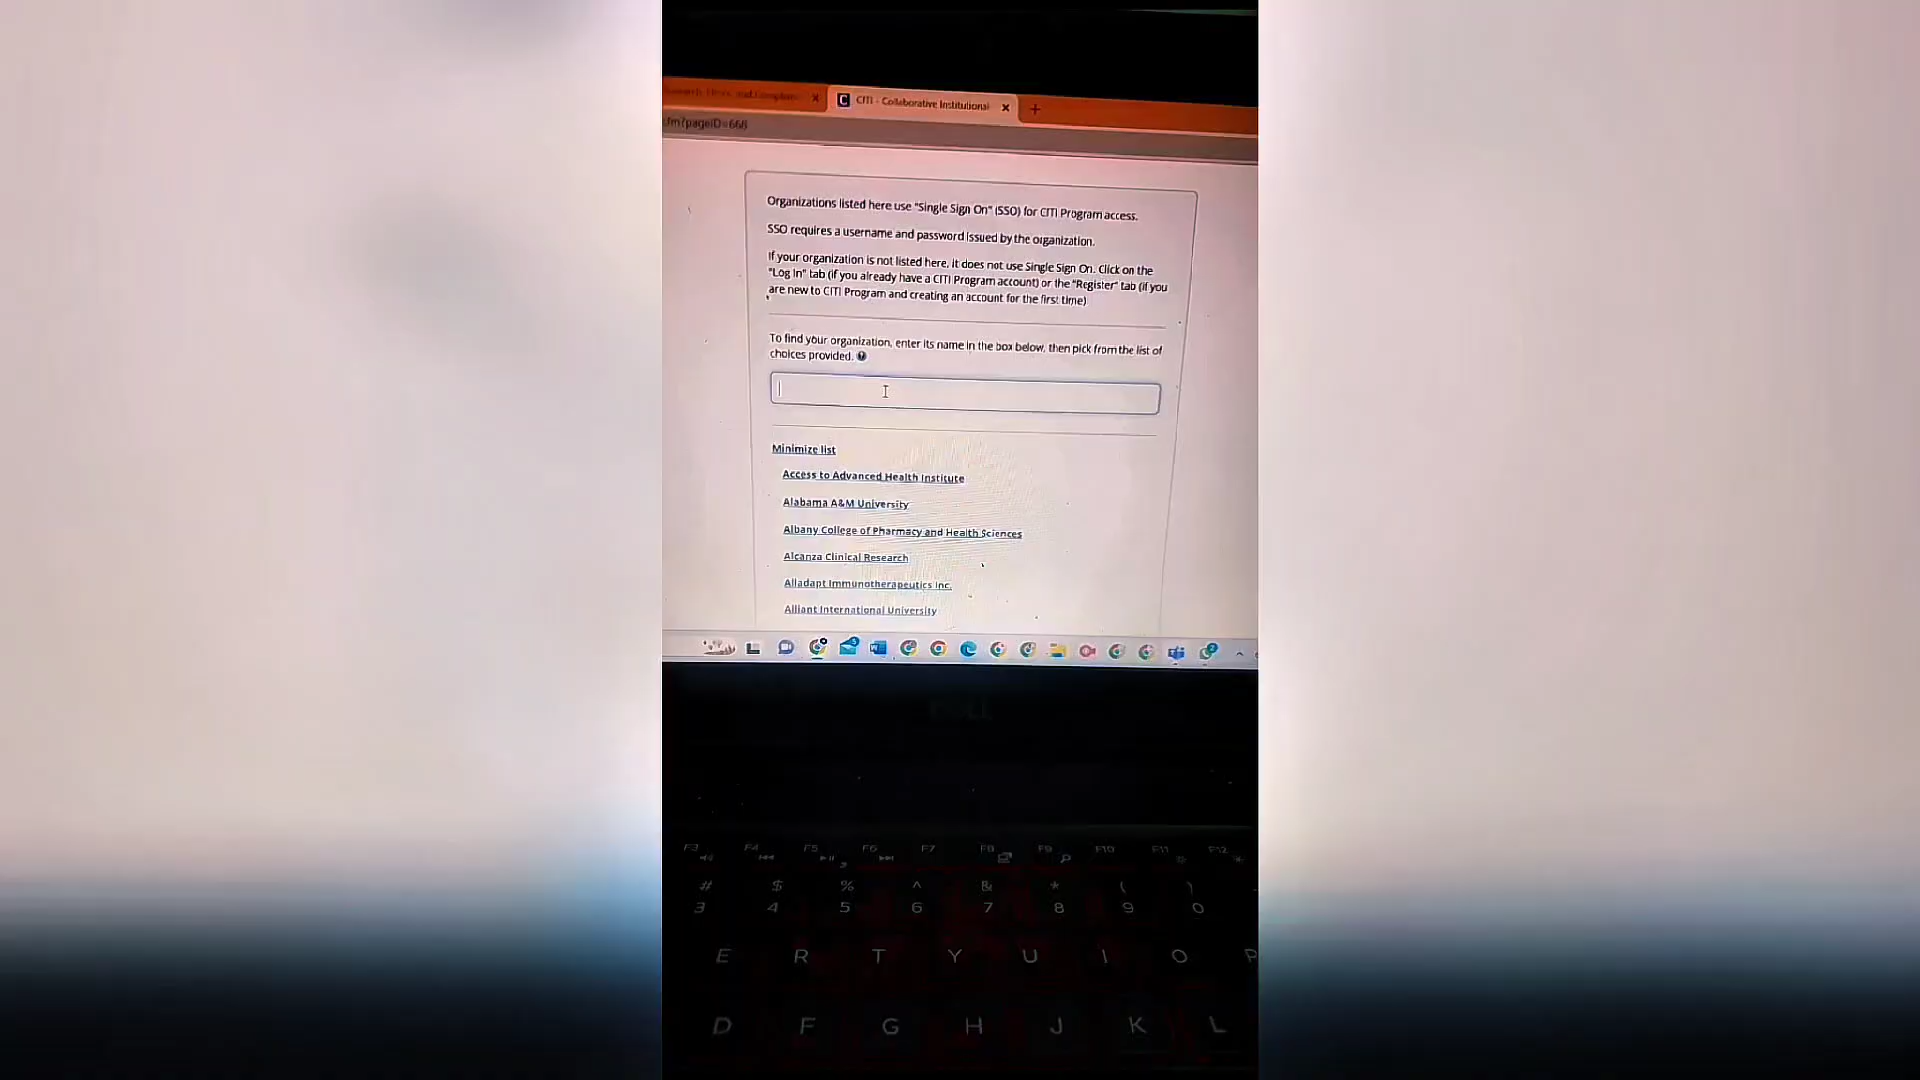 CITI - Collaborative Institutional
.fm?pageID=668
Organizations listed here use "Single Sign On" (SSO) for CITI Program access.
SSO requires a username and password issued by the organization.
If your organization is not listed here, it does not use Single Sign On. Click on the
"Log In" tab (if you already have a CITI Program account) or the "Register" tab (if you
are new to CITI Program and creating an account for the first time)
To find your organization, enter its name in the box below, then pick from the list of
choices provided.
Minimize list
Access to Advanced Health Institute
Alabama A&M University
Albany College of Pharmacy and Health Sciences
Alcanza Clinical Research
Alladapt Immunotherapeutics Inc.
Alliant International University
F3 F4 F5 F6 F7 F8 F9 F10 F11 F12
# $ % ^ & * ( )
3 4 5 6 7 8 9 0
E R T Y U I O P
D F G H J K L